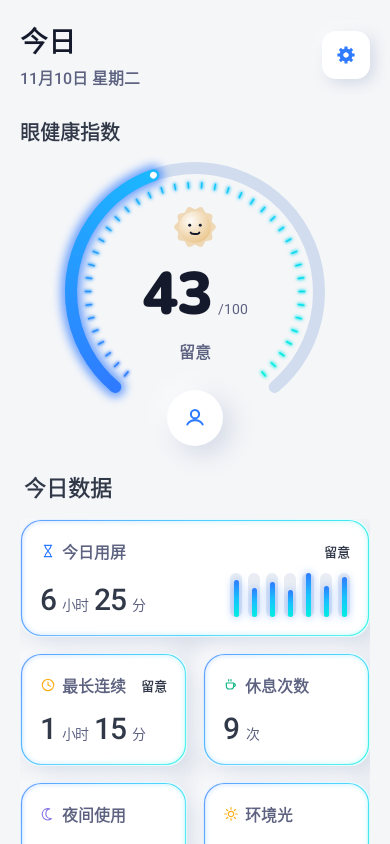 今日
11月10日 星期二
眼健康指数
43 /100
留意
今日数据
今日用屏 留意
6 小时 25 分
最长连续 留意
1 小时 15 分
休息次数
9 次
夜间使用
环境光